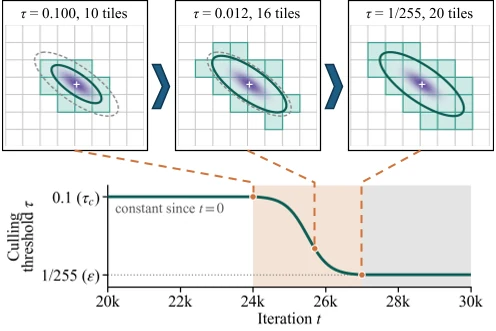 τ = 0.100, 10 tiles
τ = 0.012, 16 tiles
τ = 1/255, 20 tiles
Culling
threshold τ
0.1 (τc)
1/255 (ε)
constant since t = 0
20k
22k
24k
26k
28k
30k
Iteration t